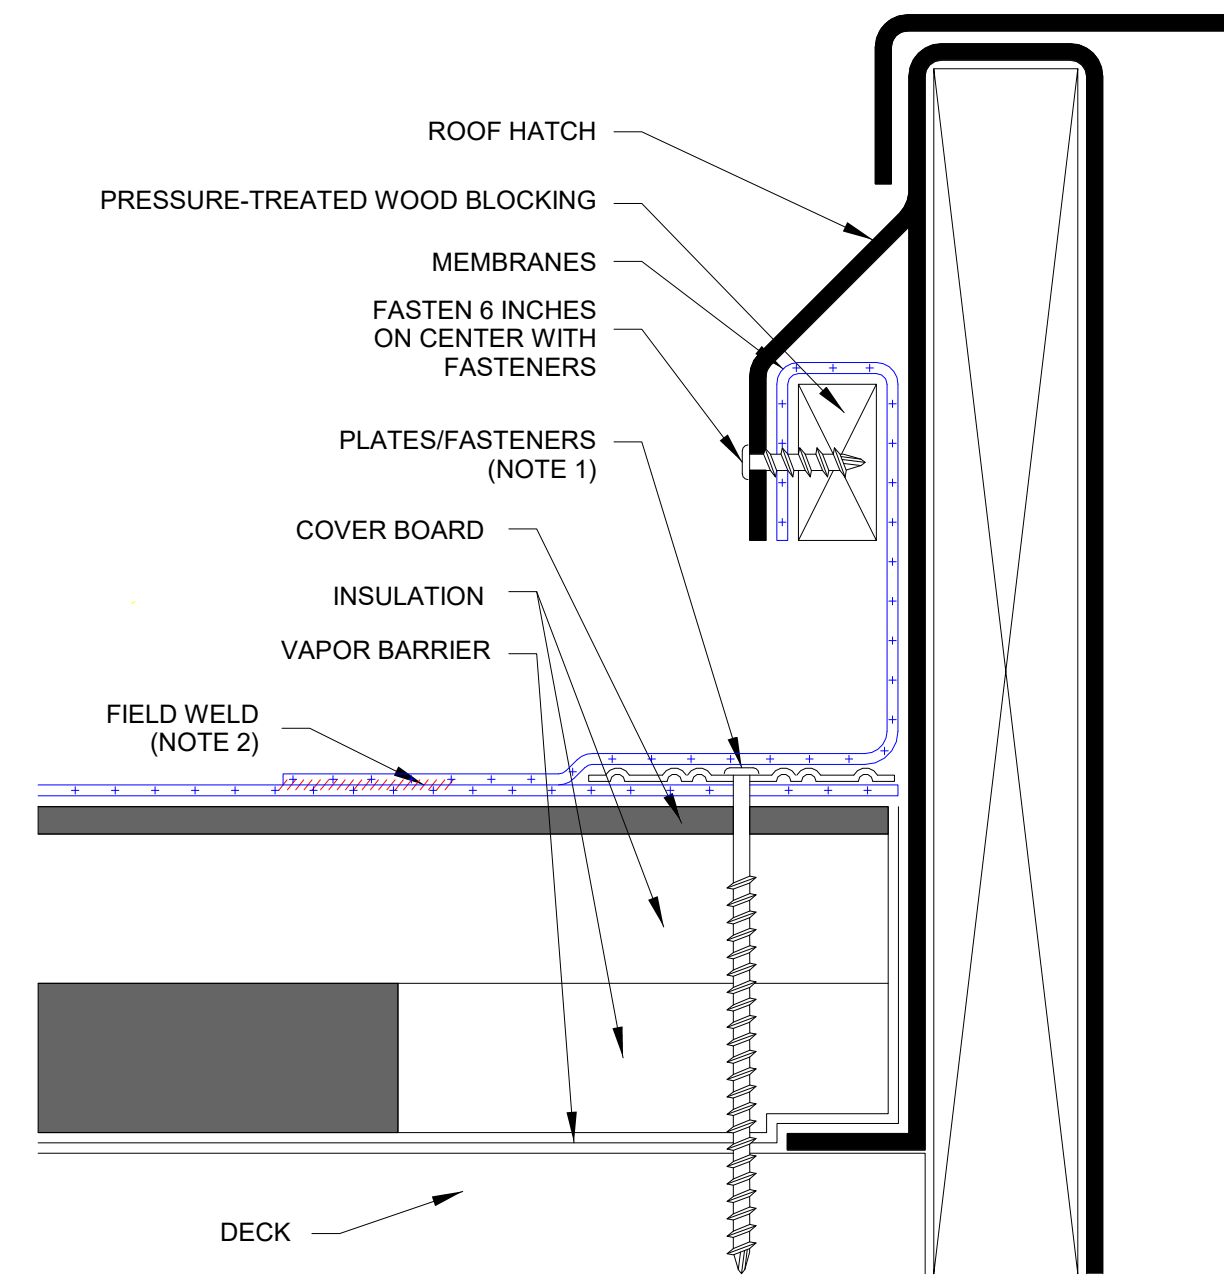 ROOF HATCH
PRESSURE-TREATED WOOD BLOCKING
MEMBRANES
FASTEN 6 INCHES
ON CENTER WITH
FASTENERS
PLATES/FASTENERS
(NOTE 1)
COVER BOARD
INSULATION
VAPOR BARRIER
FIELD WELD
(NOTE 2)
DECK